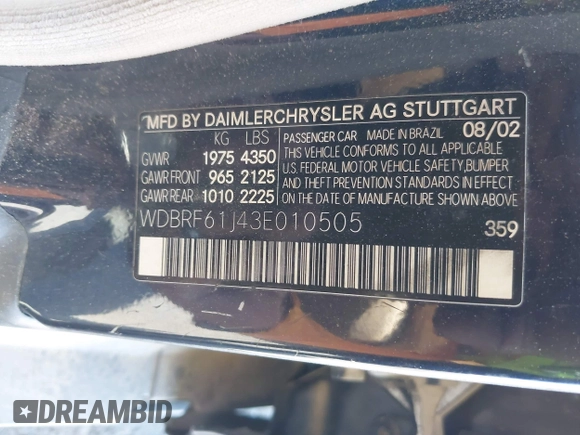 MFD BY DAIMLERCHRYSLER AG STUTTGART
KG LBS PASSENGER CAR MADE IN BRAZIL 08/02
GVWR 1975 4350 THIS VEHICLE CONFORMS TO ALL APPLICABLE
GAWR FRONT 965 2125 U.S. FEDERAL MOTOR VEHICLE SAFETY, BUMPER
GAWR REAR 1010 2225 AND THEFT PREVENTION STANDARDS IN EFFECT
ON THE DATE OF MANUFACTURE SHOWN ABOVE
WDBRF61J43E010505 359
DREAMBID